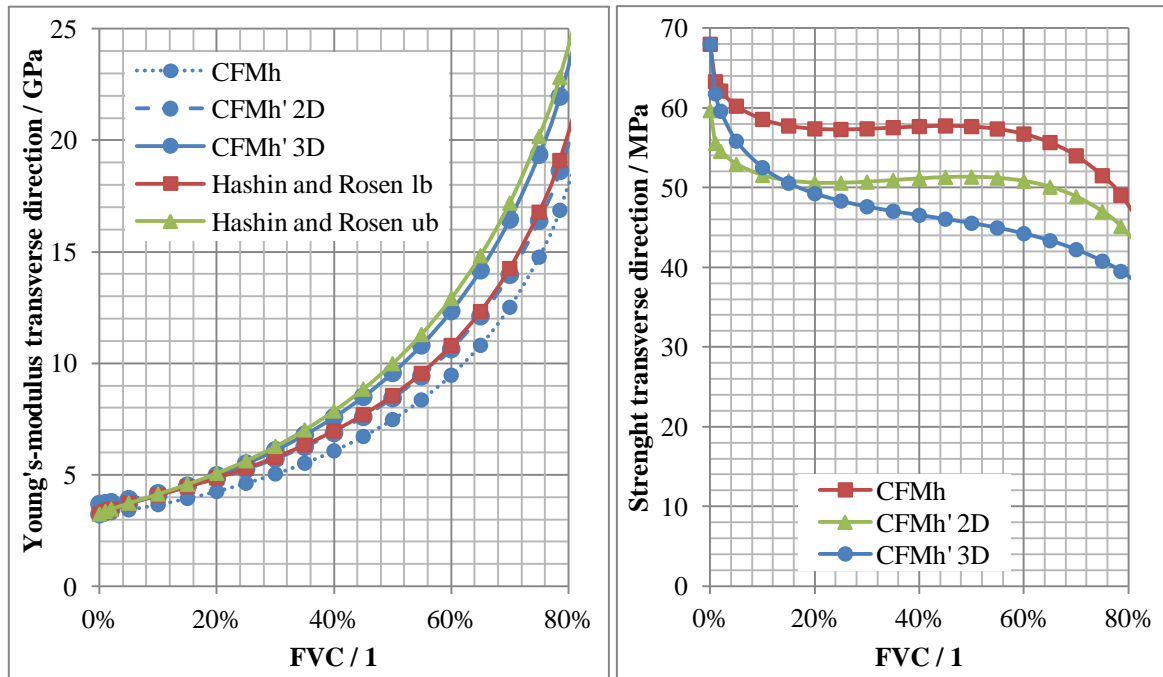 Young's-modulus transverse direction / GPa
25
20
15
10
5
0
CFMh
CFMh' 2D
CFMh' 3D
Hashin and Rosen lb
Hashin and Rosen ub
0%
20%
40%
60%
80%
FVC / 1
Strenght transverse direction / MPa
70
60
50
40
30
20
10
0
CFMh
CFMh' 2D
CFMh' 3D
0%
20%
40%
60%
80%
FVC / 1